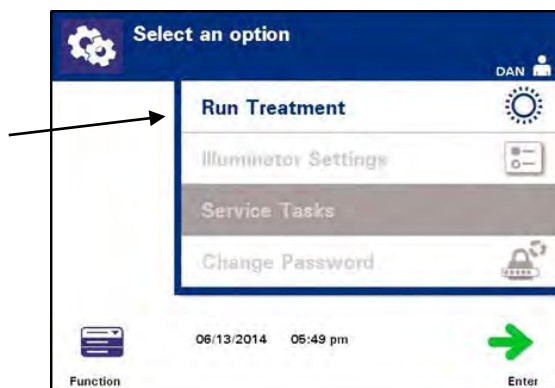 Select an option
DAN
Run Treatment
Illuminator Settings
Service Tasks
Change Password
06/13/2014 05:49 pm
Function
Enter